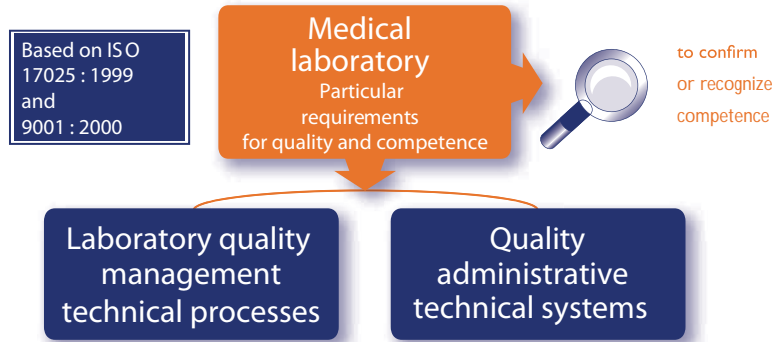 Based on ISO
17025 : 1999
and
9001 : 2000
Medical
laboratory
Particular
requirements
for quality and competence
to confirm
or recognize
competence
Laboratory quality
management
technical processes
Quality
administrative
technical systems